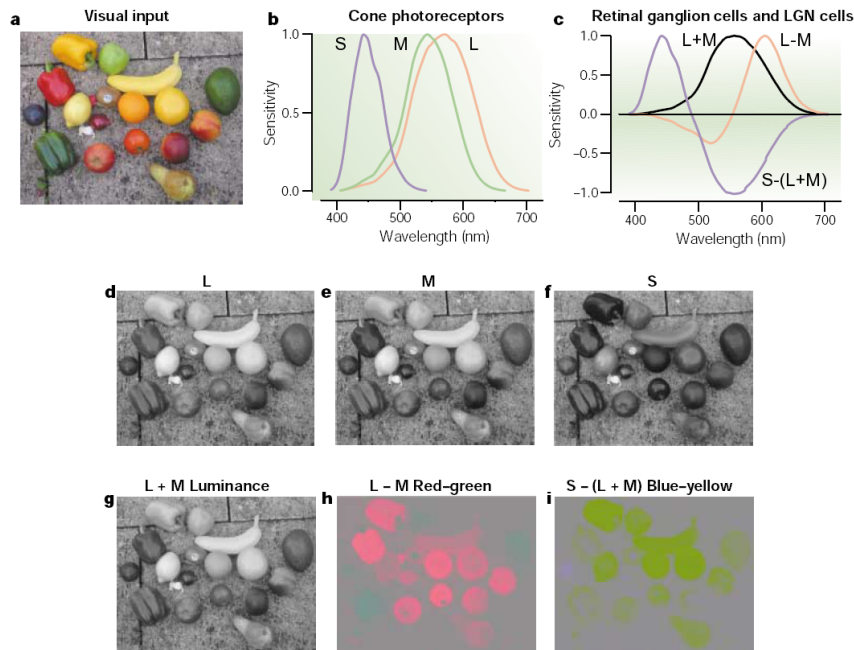 a Visual input
b Cone photoreceptors
1.0
0.5
0.0
Sensitivity
S M L
400 500 600 700
Wavelength (nm)
c Retinal ganglion cells and LGN cells
1.0
0.5
0.0
–0.5
–1.0
Sensitivity
L+M L-M
S-(L+M)
400 500 600 700
Wavelength (nm)
d L
e M
f S
g L + M Luminance
h L – M Red–green
i S – (L + M) Blue–yellow